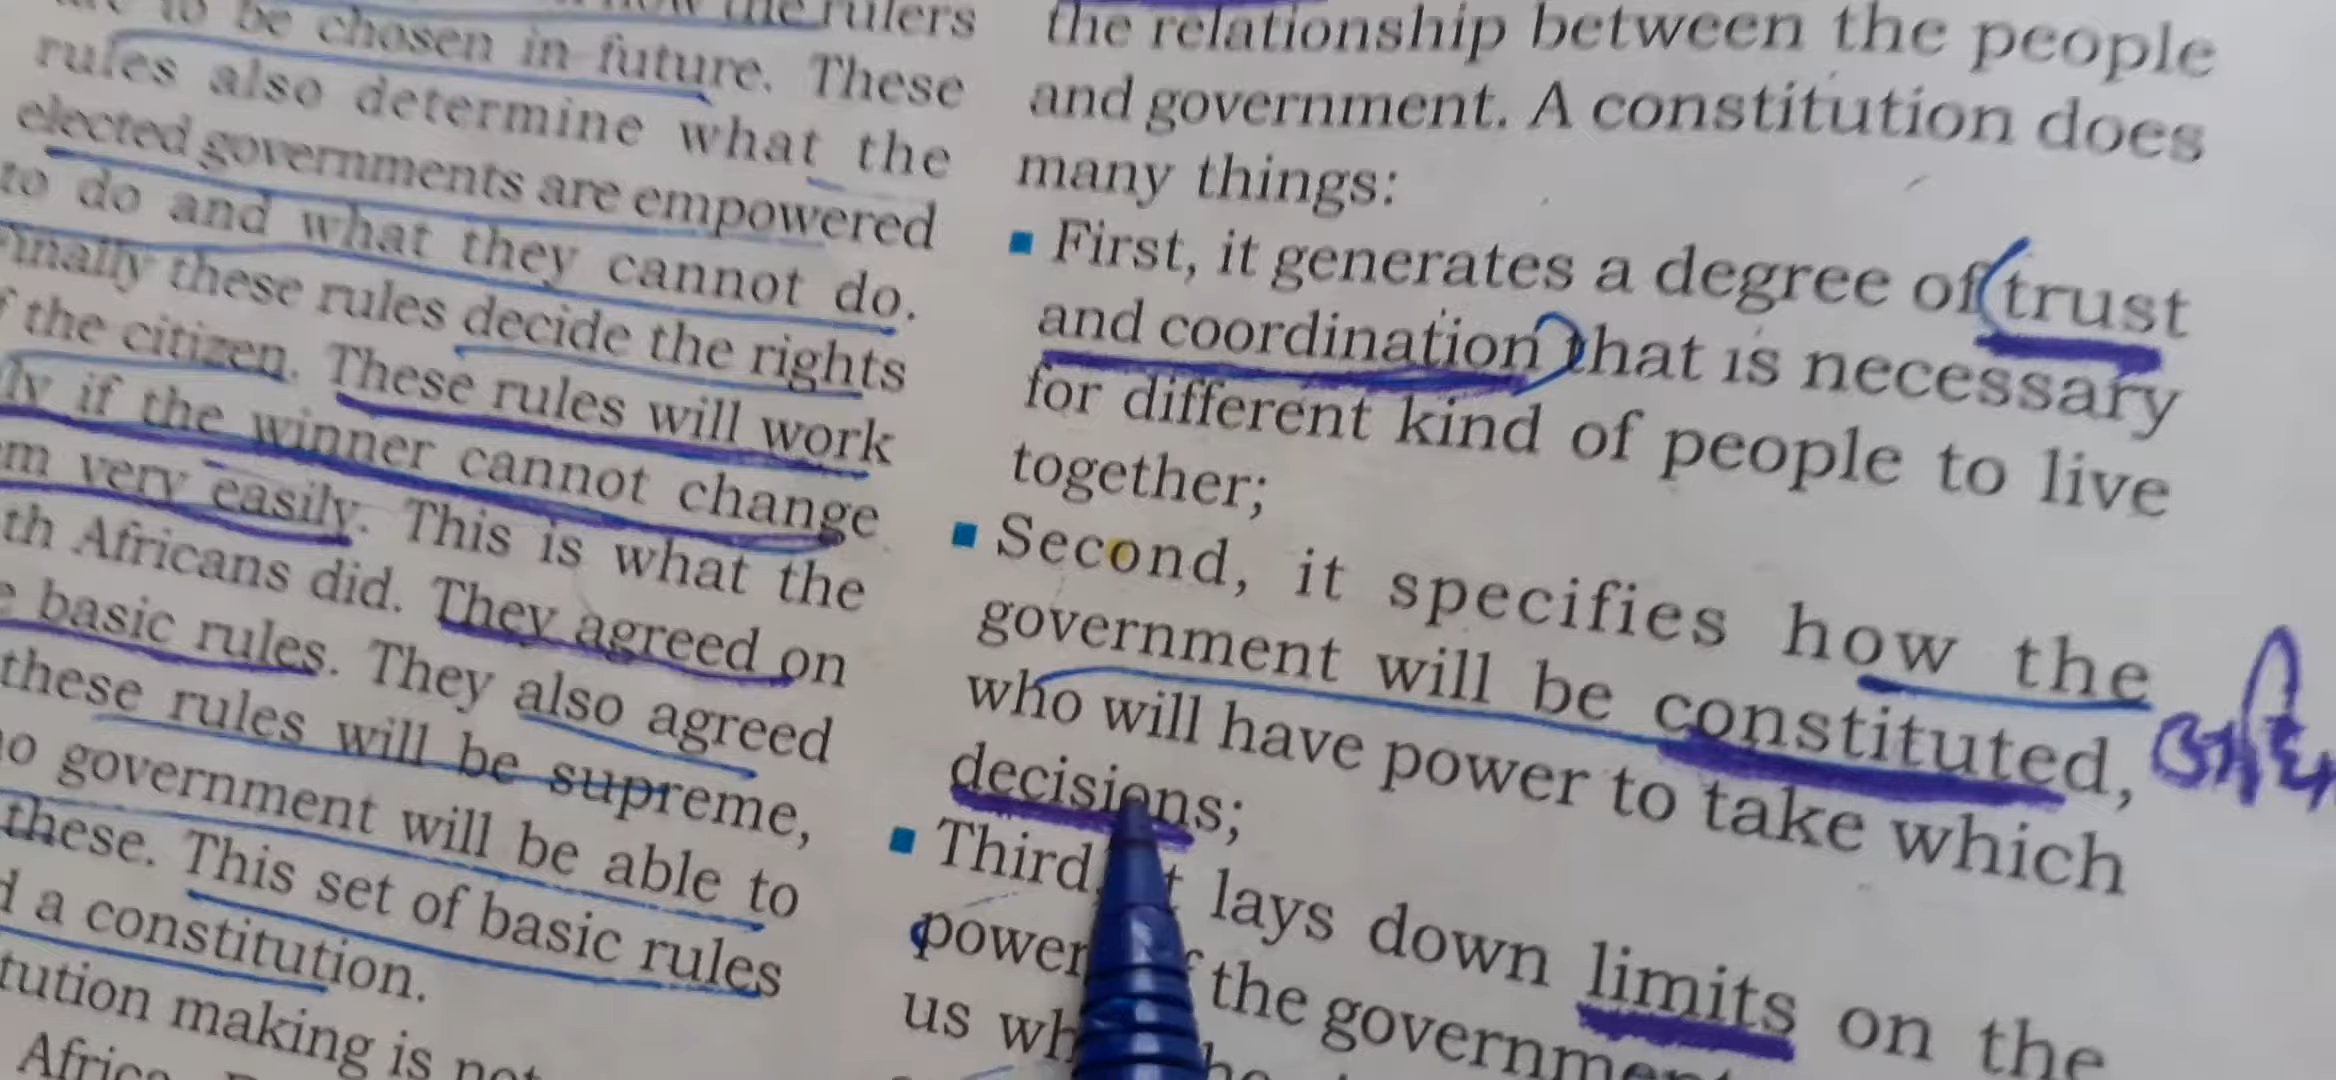 to be chosen in future. These
rules also determine what the
elected governments are empowered
to do and what they cannot do.
these rules decide the rights
the citizen. These rules will work
if the winner cannot change
very easily. This is what the
Africans did. They agreed on
basic rules. They also agreed
these rules will be supreme,
government will be able to
these. This set of basic rules
a constitution.
making is not
the relationship between the people
and government. A constitution does
many things:
▪ First, it generates a degree of trust
and coordination that is necessary
for different kind of people to live
together;
▪ Second, it specifies how the
government will be constituted,
who will have power to take which
decisions;
▪ Third, lays down limits on the
the
us